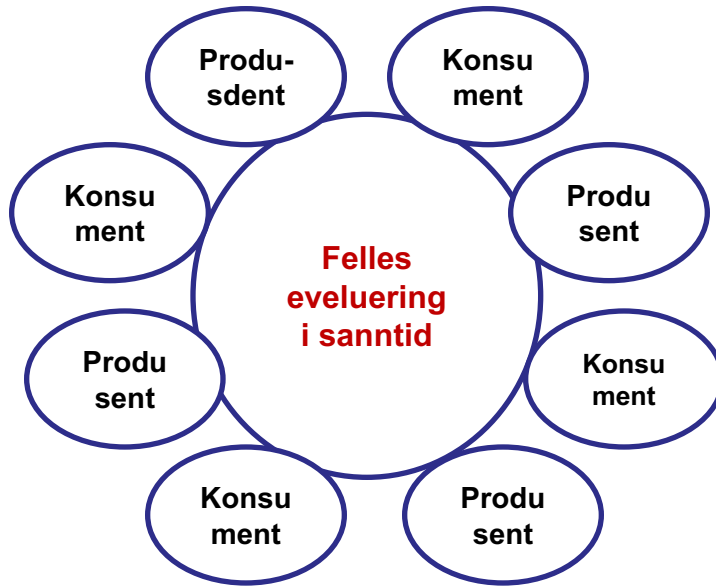 Produ-
sdent
Konsu
ment
Konsu
ment
Produ
sent
Felles
eveluering
i sanntid
Produ
sent
Konsu
ment
Konsu
ment
Produ
sent